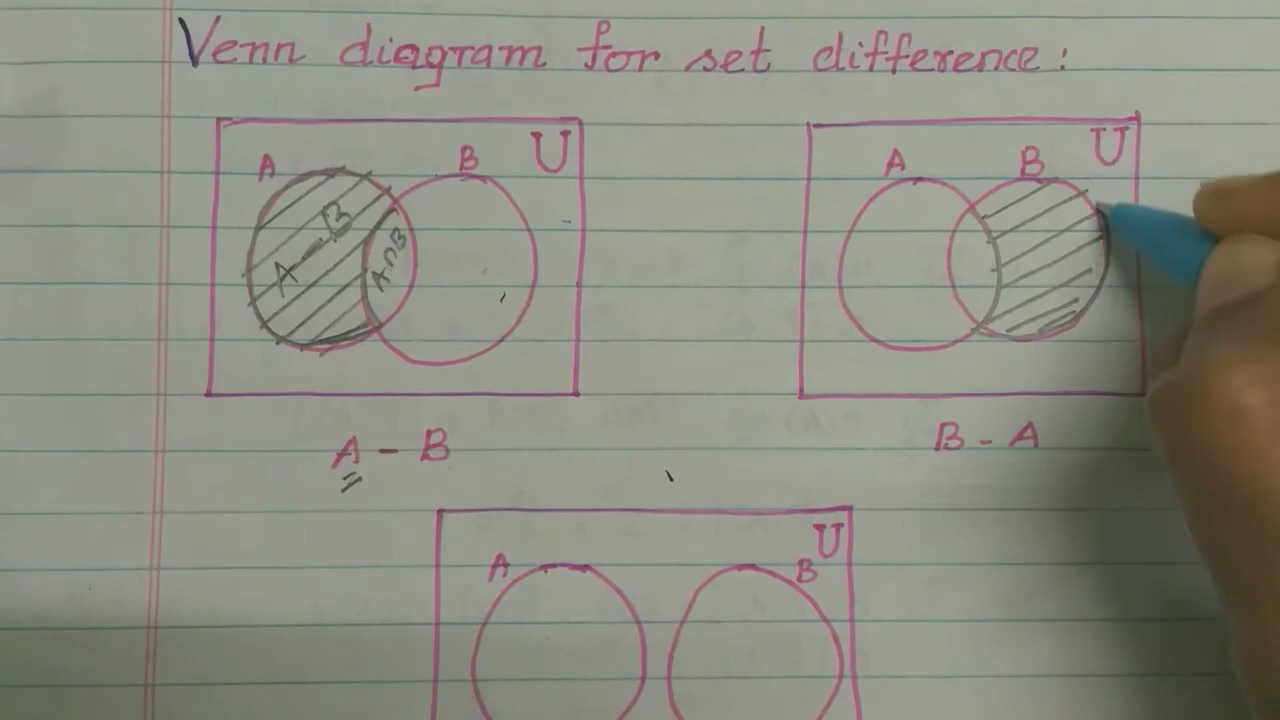 Venn diagram for set difference:
A B U
A - B
A∩B
A B U
A - B
B - A
A B U